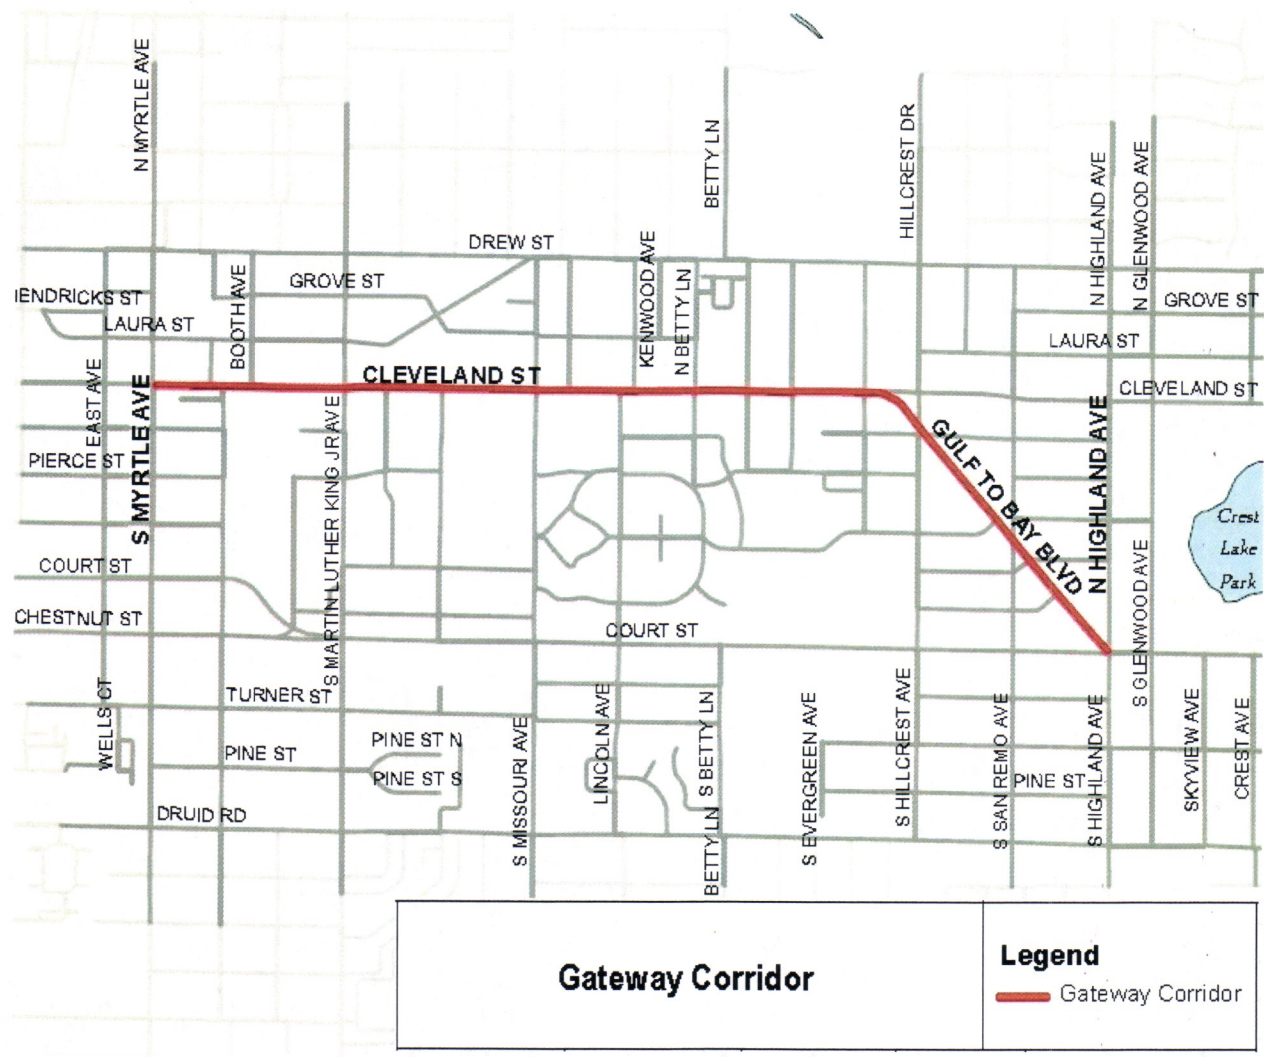 N MYRTLE AVE
BETTY LN
HILLCREST DR
N HIGHLAND AVE
N GLENWOOD AVE
DREW ST
KENWOOD AVE
N BETTY LN
BOOTH AVE
GROVE ST
IENDRICKS ST
LAURA ST
GROVE ST
LAURA ST
CLEVELAND ST
CLEVELAND ST
EAST AVE
S MYRTLE AVE
S MARTIN LUTHER KING JR AVE
PIERCE ST
GULF TO BAY BLVD
N HIGHLAND AVE
Crest
Lake
Park
COURT ST
CHESTNUT ST
COURT ST
S GLENWOOD AVE
WELLS CT
TURNER ST
PINE ST
PINE ST N
PINE ST S
DRUID RD
S MISSOURI AVE
LINCOLN AVE
S BETTY LN
BETTY LN
S EVERGREEN AVE
S HILLCREST AVE
S SAN REMO AVE
PINE ST
S HIGHLAND AVE
SKYVIEW AVE
CREST AVE
Gateway Corridor
Legend
Gateway Corridor